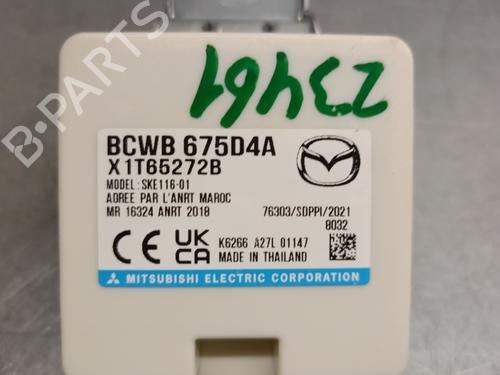 B-PARTS
23461
BCWB 675D4A
X1T65272B
MODEL: SKE116-01
AGREE PAR L'ANRT MAROC
MR 16324 ANRT 2018
76303/SDPPI/2021
8032
CE UK CA
K6266 A27L 01147
MADE IN THAILAND
MITSUBISHI ELECTRIC CORPORATION